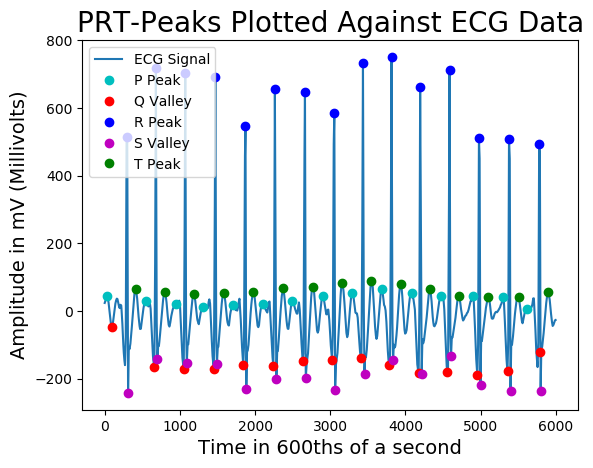 PRT-Peaks Plotted Against ECG Data
Amplitude in mV (Millivolts)
800
600
400
200
0
−200
ECG Signal
P Peak
Q Valley
R Peak
S Valley
T Peak
0 1000 2000 3000 4000 5000 6000
Time in 600ths of a second